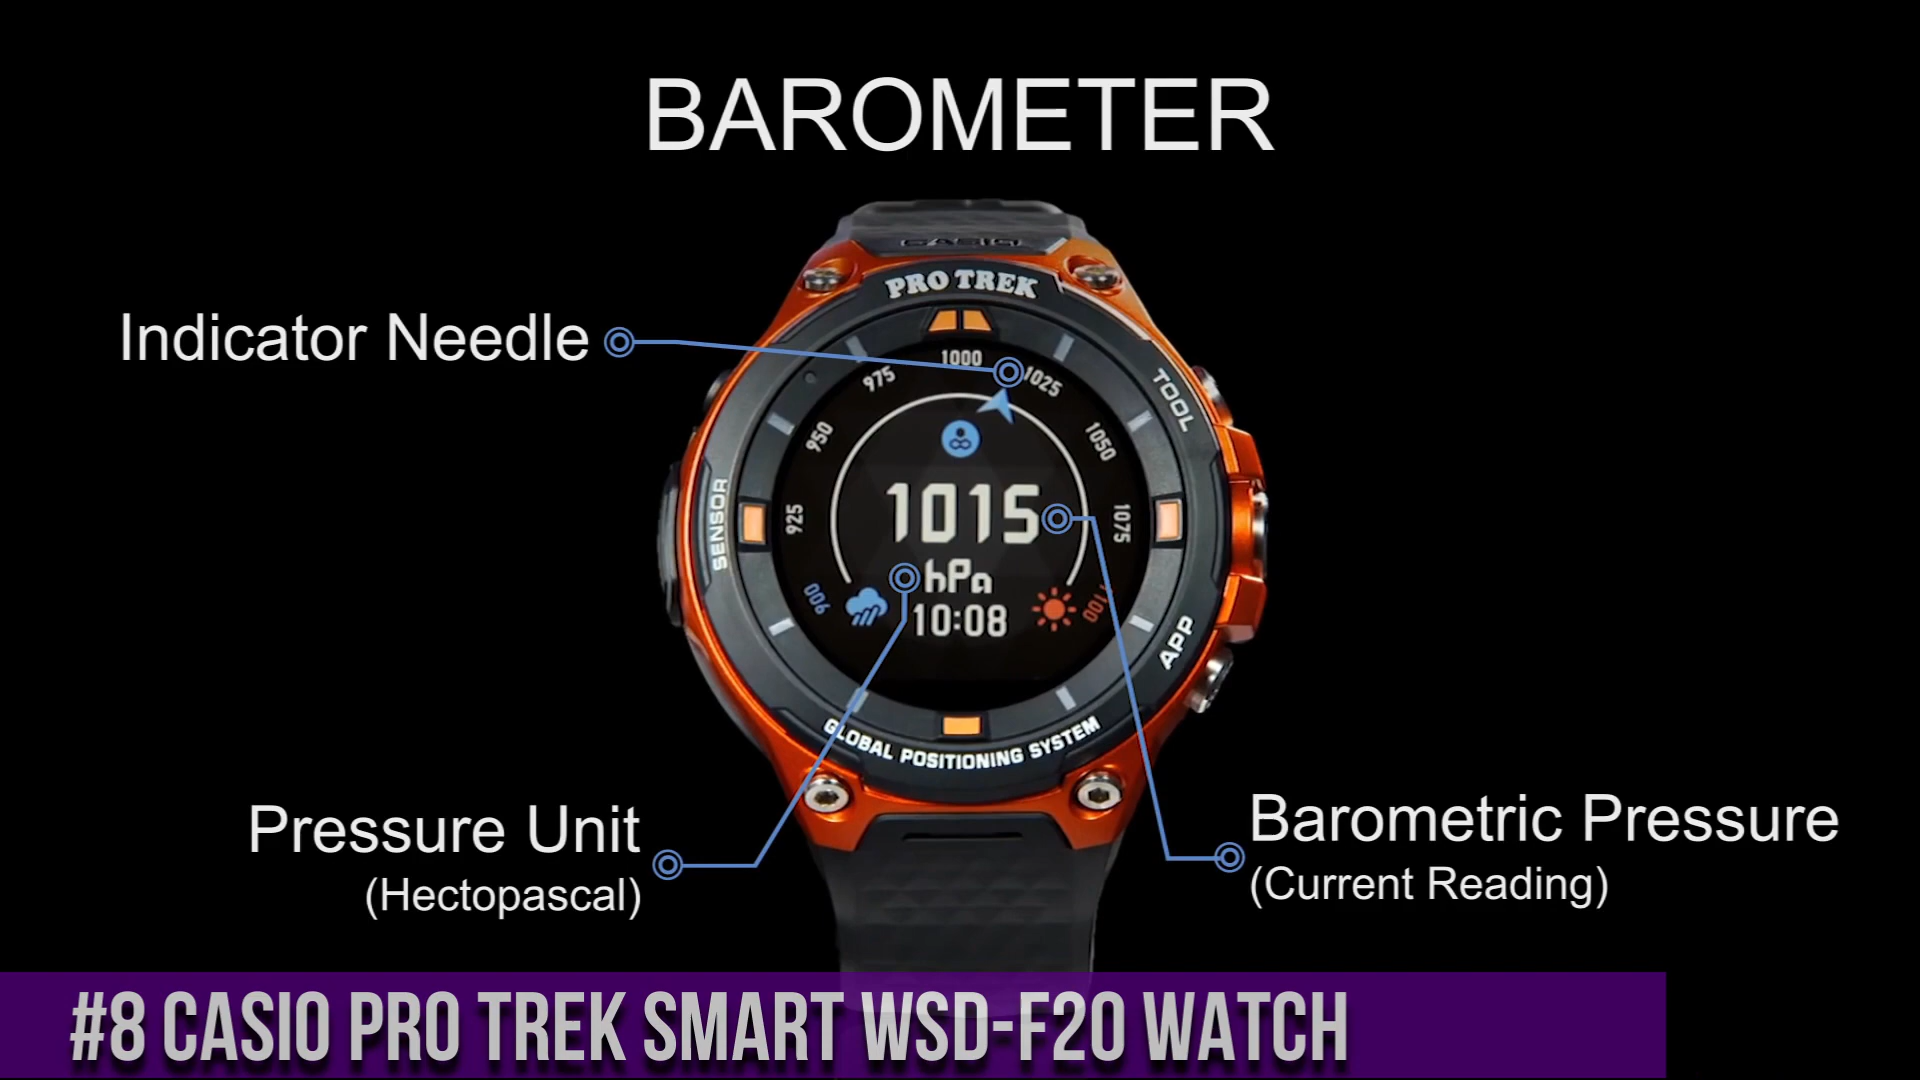 BAROMETER
CASIO
PRO TREK
Indicator Needle
1000
975
1025
950
1050
TOOL
1015
925
1075
SENSOR
hPa
900
1100
10:08
APP
GLOBAL POSITIONING SYSTEM
Pressure Unit
(Hectopascal)
Barometric Pressure
(Current Reading)
#8 CASIO PRO TREK SMART WSD-F20 WATCH